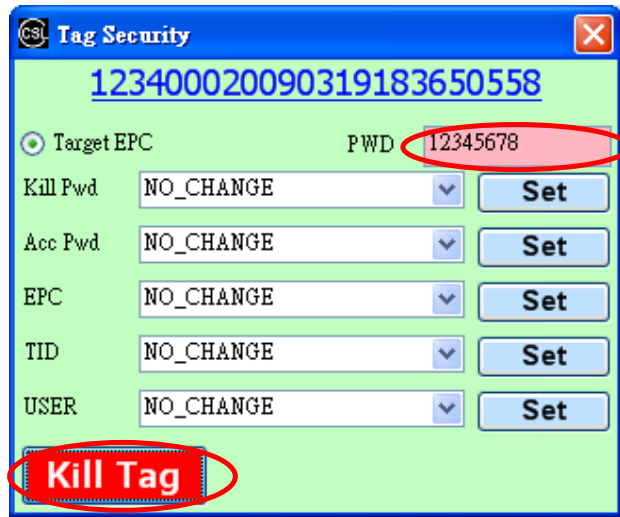 CSL Tag Security
123400020090319183650558
Target EPC PWD 12345678
Kill Pwd NO_CHANGE Set
Acc Pwd NO_CHANGE Set
EPC NO_CHANGE Set
TID NO_CHANGE Set
USER NO_CHANGE Set
Kill Tag